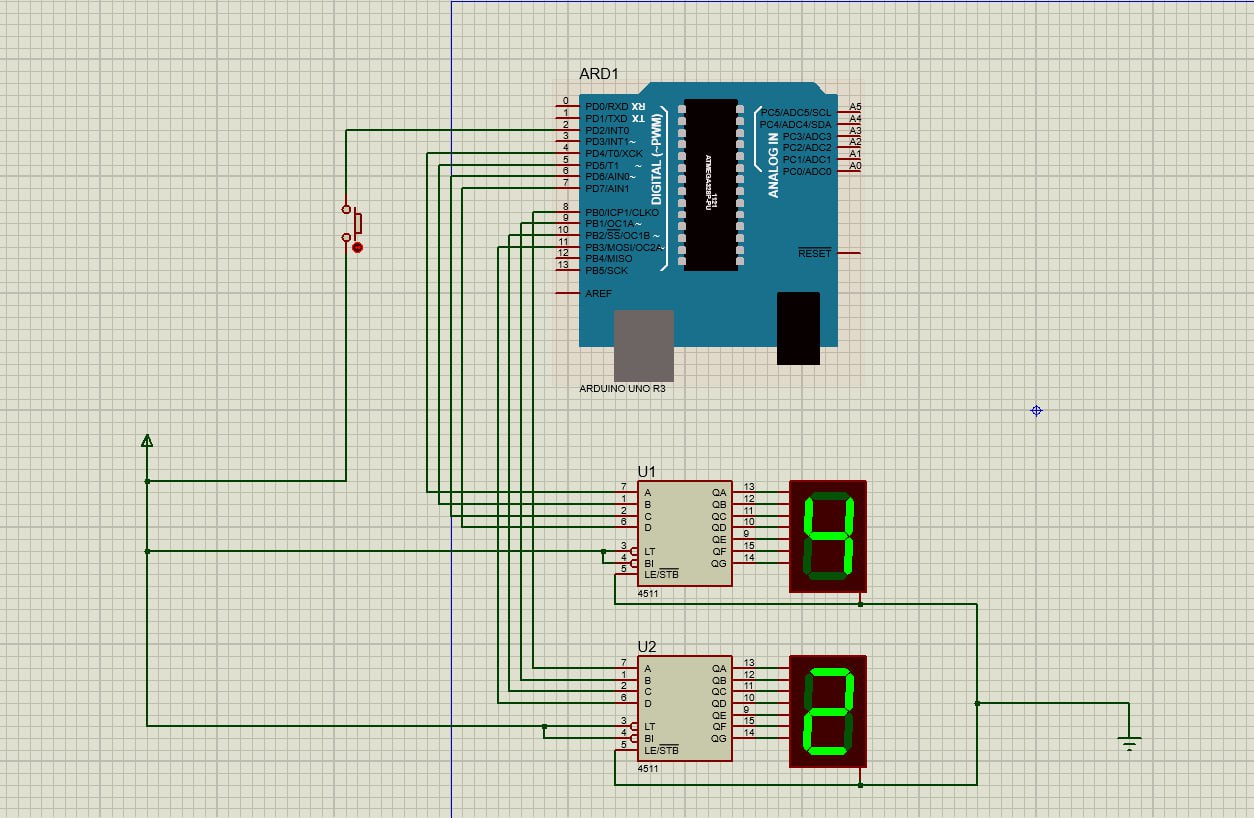 ARD1
0 PD0/RXD RX
1 PD1/TXD TX
2 PD2/INT0
3 PD3/INT1~
4 PD4/T0/XCK
5 PD5/T1 ~
6 PD6/AIN0~
7 PD7/AIN1
8 PB0/ICP1/CLKO
9 PB1/OC1A~
10 PB2/SS/OC1B ~
11 PB3/MOSI/OC2A~
12 PB4/MISO
13 PB5/SCK
AREF
DIGITAL (~PWM)
ATMEGA328P-PU
1121
ANALOG IN
PC5/ADC5/SCL A5
PC4/ADC4/SDA A4
PC3/ADC3 A3
PC2/ADC2 A2
PC1/ADC1 A1
PC0/ADC0 A0
RESET
ARDUINO UNO R3
U1
7 A QA 13
1 B QB 12
2 C QC 11
6 D QD 10
QE 9
3 LT QF 15
4 BI QG 14
5 LE/STB
4511
4
U2
7 A QA 13
1 B QB 12
2 C QC 11
6 D QD 10
QE 9
3 LT QF 15
4 BI QG 14
5 LE/STB
4511
2